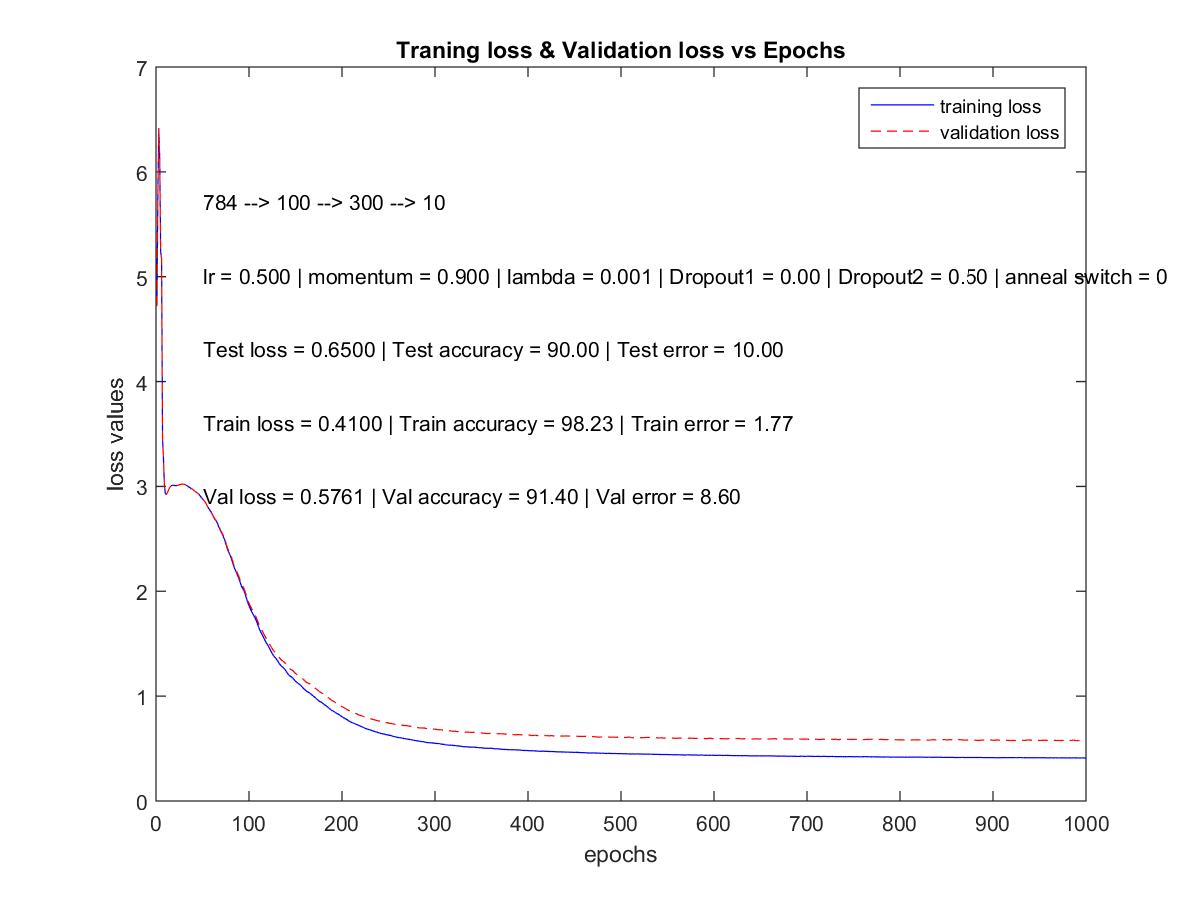 Traning loss & Validation loss vs Epochs
7
training loss
validation loss
6
784 --> 100 --> 300 --> 10
5
lr = 0.500 | momentum = 0.900 | lambda = 0.001 | Dropout1 = 0.00 | Dropout2 = 0.50 | anneal switch = 0
Test loss = 0.6500 | Test accuracy = 90.00 | Test error = 10.00
4
loss values
Train loss = 0.4100 | Train accuracy = 98.23 | Train error = 1.77
3
Val loss = 0.5761 | Val accuracy = 91.40 | Val error = 8.60
2
1
0
0 100 200 300 400 500 600 700 800 900 1000
epochs